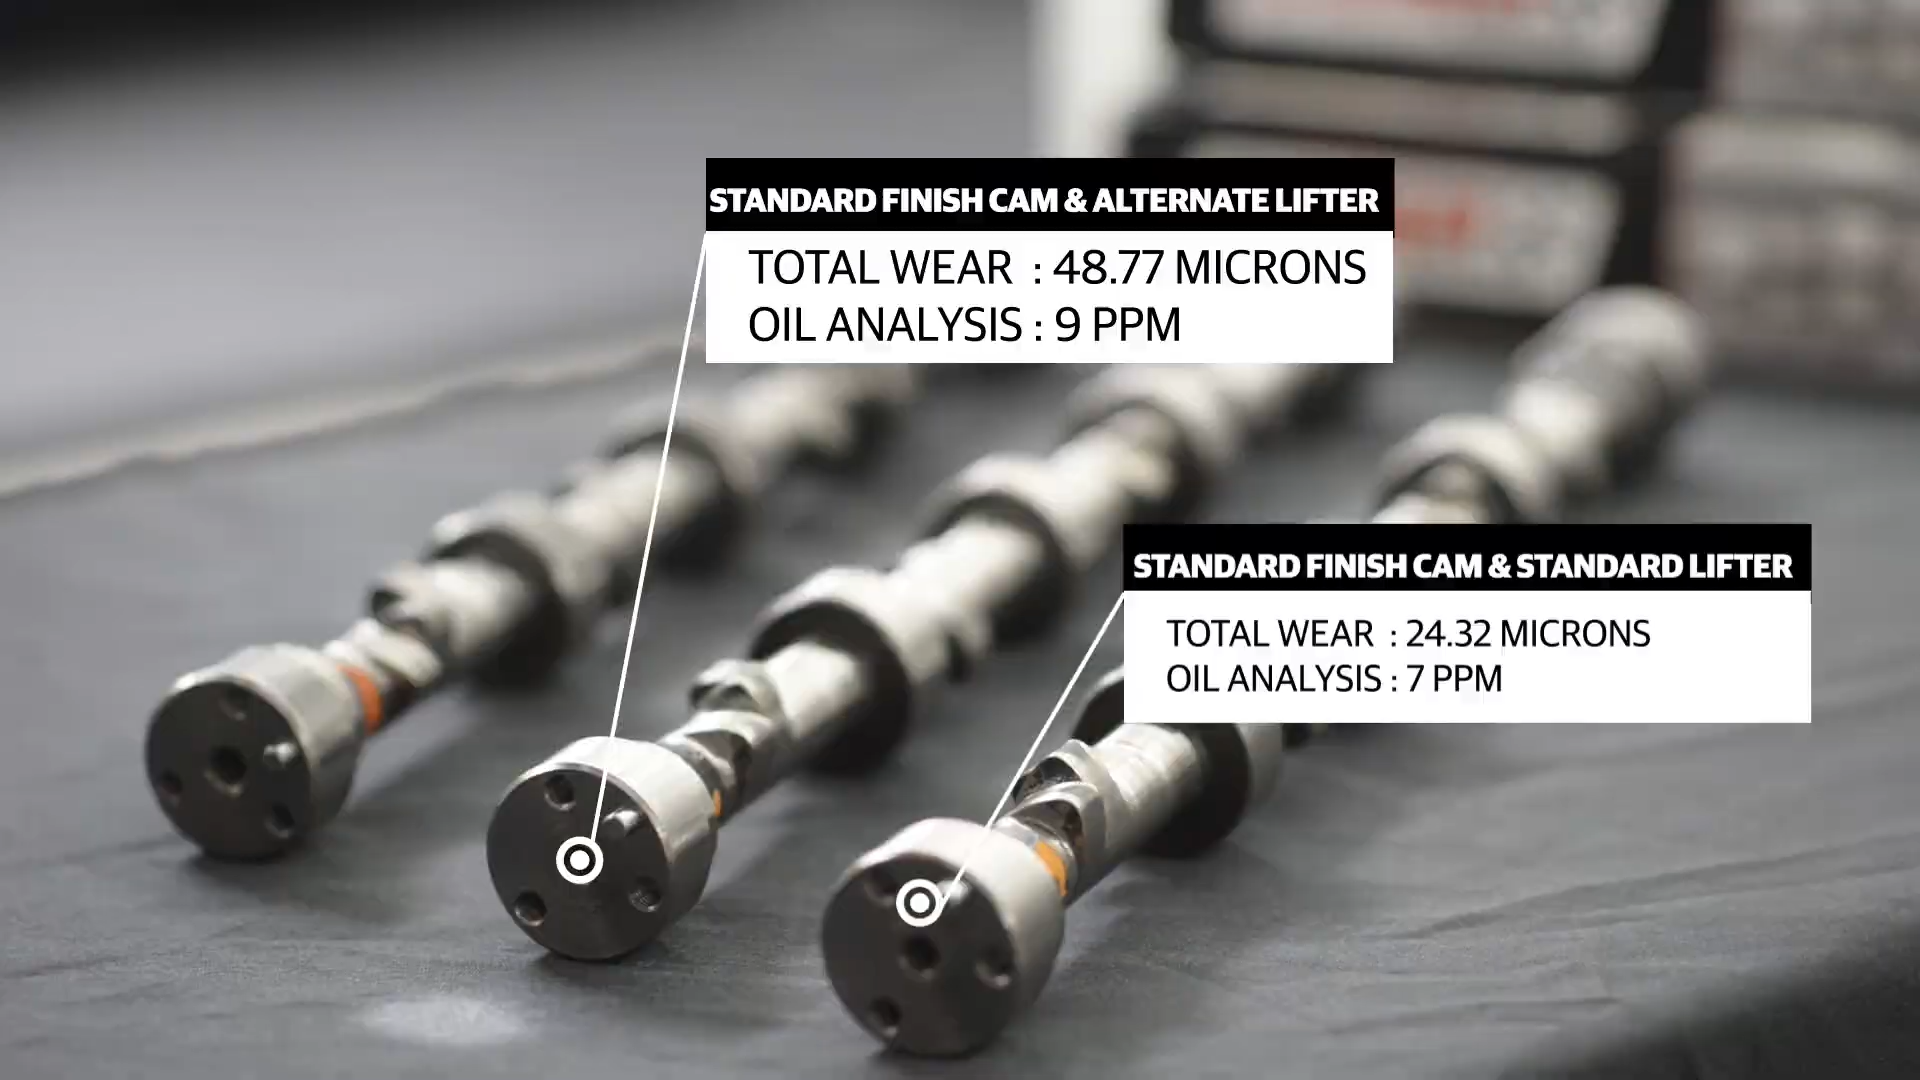 STANDARD FINISH CAM & ALTERNATE LIFTER
TOTAL WEAR : 48.77 MICRONS
OIL ANALYSIS : 9 PPM
STANDARD FINISH CAM & STANDARD LIFTER
TOTAL WEAR : 24.32 MICRONS
OIL ANALYSIS : 7 PPM